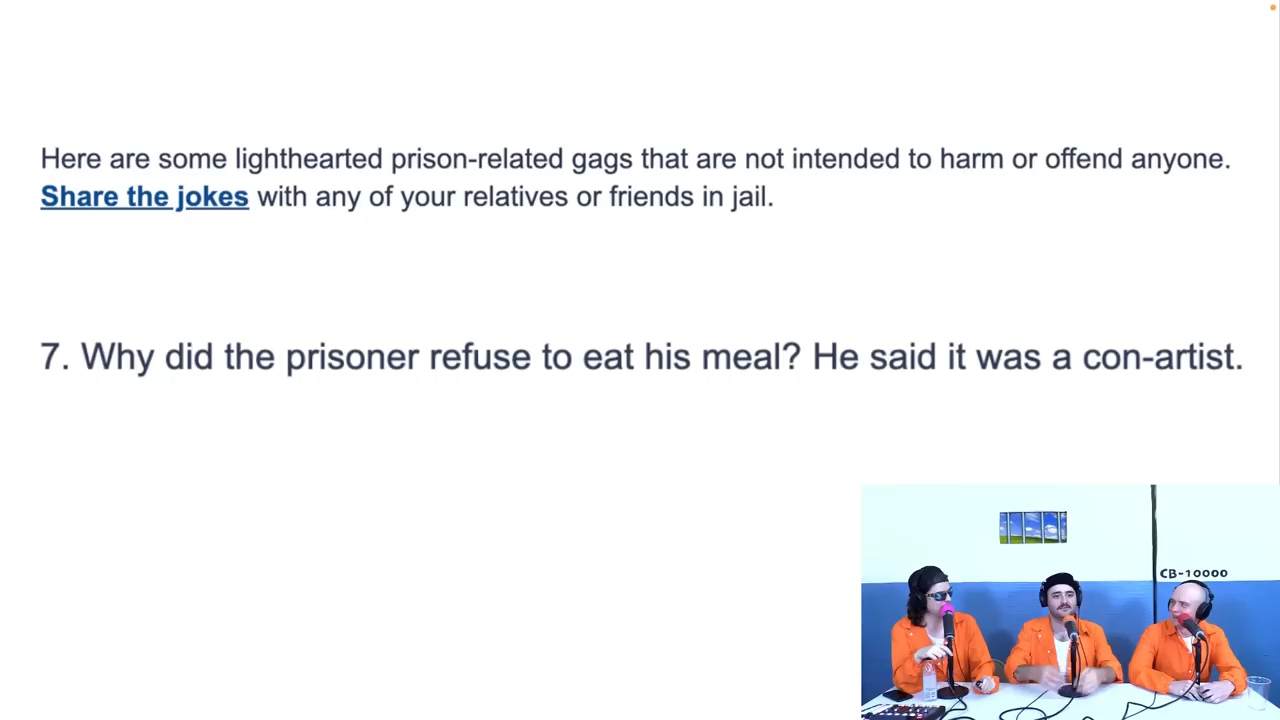 Here are some lighthearted prison-related gags that are not intended to harm or offend anyone.
Share the jokes with any of your relatives or friends in jail.
7. Why did the prisoner refuse to eat his meal? He said it was a con-artist.
CB-10000